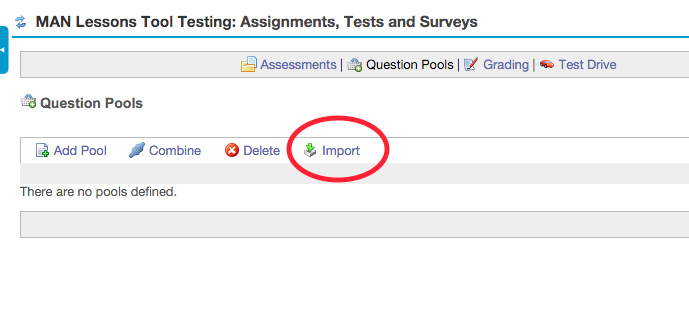 MAN Lessons Tool Testing: Assignments, Tests and Surveys
Assessments | Question Pools | Grading | Test Drive
Question Pools
Add Pool Combine Delete Import
There are no pools defined.